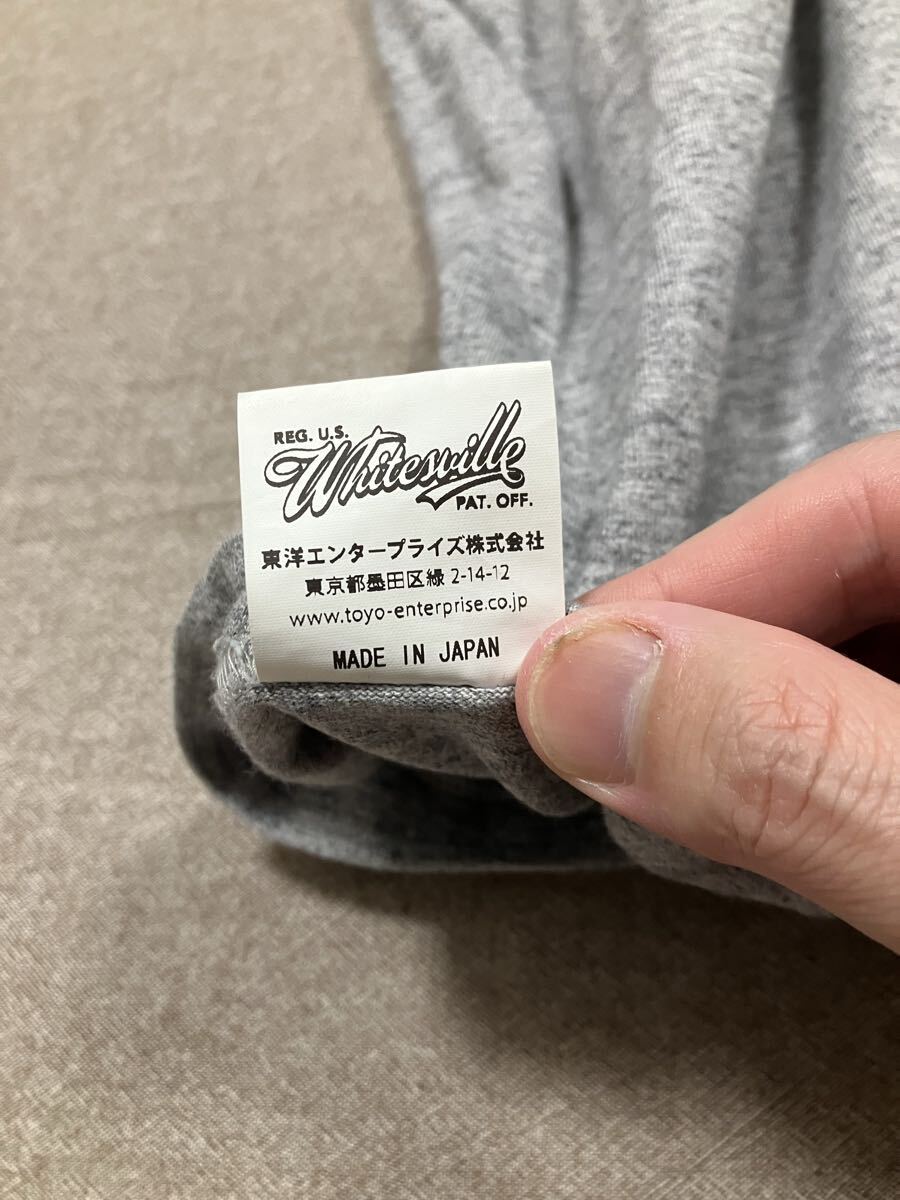 REG. U.S.
Whitesville
PAT. OFF.
東洋エンタープライズ株式会社
東京都墨田区緑 2-14-12
www.toyo-enterprise.co.jp
MADE IN JAPAN